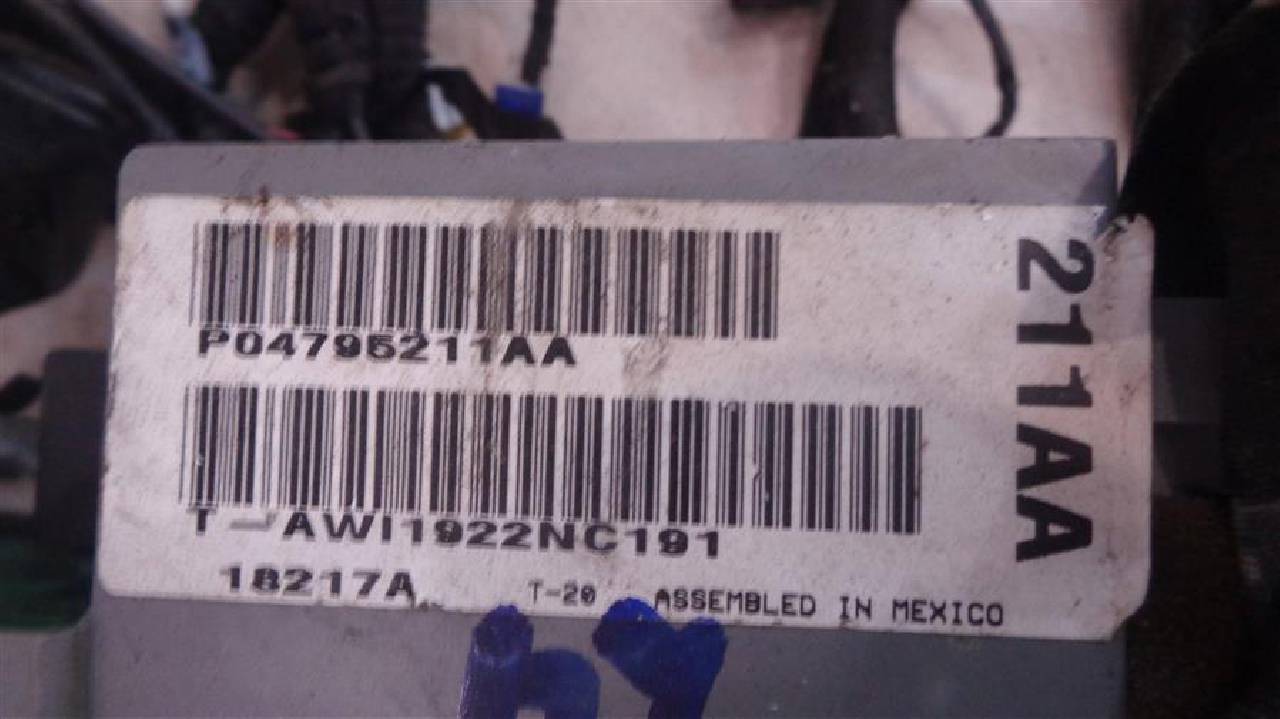 P04795211AA
T-AWI1922NC191
18217A T-20 ASSEMBLED IN MEXICO
211AA